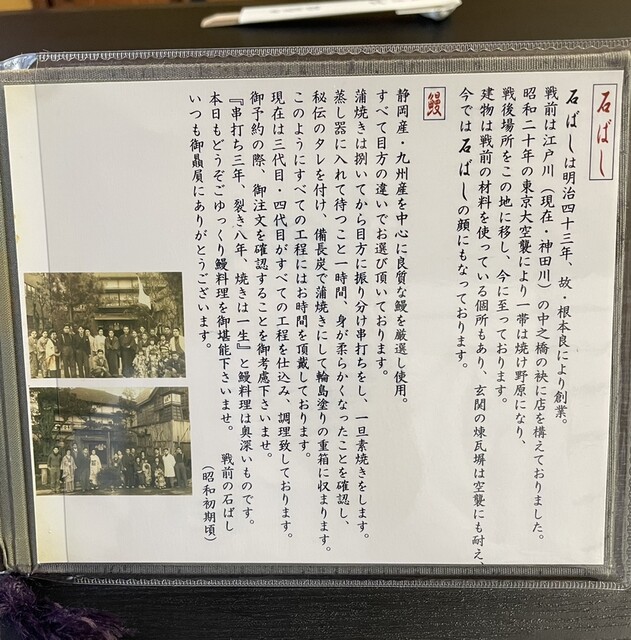 石ばし
石ばしは明治四十三年、故・根本良により創業。
戦前は江戸川（現在・神田川）の中之橋の袂に店を構えておりました。
昭和二十年の東京大空襲により一帯は焼け野原になり、
戦後場所をこの地に移し、今に至っております。
建物は戦前の材料を使っている個所もあり、玄関の煉瓦塀は空襲にも耐え、
今では石ばしの顔にもなっております。
鰻
静岡産・九州産を中心に良質な鰻を厳選し使用。
すべて目方の違いでお選び頂いております。
蒲焼きは捌いてから目方に振り分け串打ちをし、一旦素焼きをします。
蒸し器に入れて待つこと一時間、身が柔らかくなったことを確認し、
秘伝のタレを付け、備長炭で蒲焼きにして輪島塗りの重箱に収まります。
このようにすべての工程にはお時間を頂戴しております。
現在は三代目・四代目がすべての工程を仕込み、調理致しております。
御予約の際、御注文を確認することを御考慮下さいませ。
『串打ち三年、裂き八年、焼きは一生』と鰻料理は奥深いものです。
本日もどうぞごゆっくり鰻料理を御堪能下さいませ。
いつも御贔屓にありがとうございます。
戦前の石ばし
（昭和初期頃）